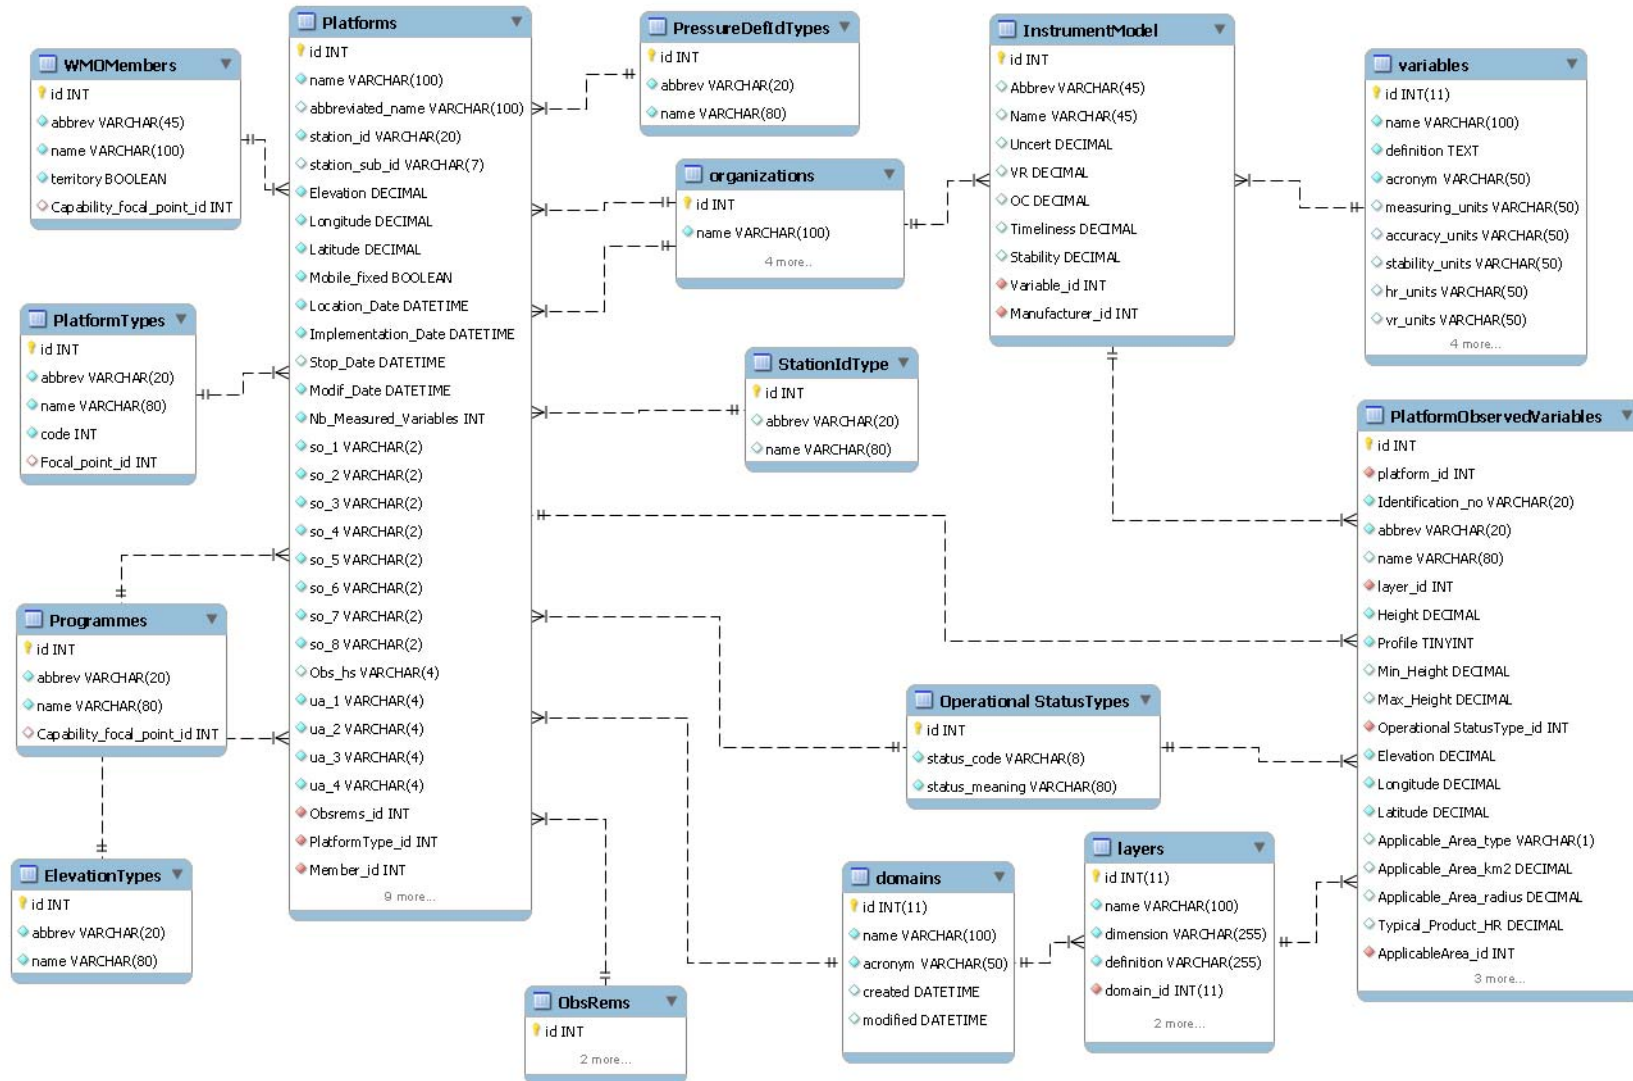 WMOMembers
id INT
abbrev VARCHAR(45)
name VARCHAR(100)
territory BOOLEAN
Capability_focal_point_id INT
PlatformTypes
id INT
abbrev VARCHAR(20)
name VARCHAR(80)
code INT
Focal_point_id INT
Programmes
id INT
abbrev VARCHAR(20)
name VARCHAR(80)
Capability_focal_point_id INT
ElevationTypes
id INT
abbrev VARCHAR(20)
name VARCHAR(80)
Platforms
id INT
name VARCHAR(100)
abbreviated_name VARCHAR(100)
station_id VARCHAR(20)
station_sub_id VARCHAR(7)
Elevation DECIMAL
Longitude DECIMAL
Latitude DECIMAL
Mobile_fixed BOOLEAN
Location_Date DATETIME
Implementation_Date DATETIME
Stop_Date DATETIME
Modif_Date DATETIME
Nb_Measured_Variables INT
so_1 VARCHAR(2)
so_2 VARCHAR(2)
so_3 VARCHAR(2)
so_4 VARCHAR(2)
so_5 VARCHAR(2)
so_6 VARCHAR(2)
so_7 VARCHAR(2)
so_8 VARCHAR(2)
Obs_hs VARCHAR(4)
ua_1 VARCHAR(4)
ua_2 VARCHAR(4)
ua_3 VARCHAR(4)
ua_4 VARCHAR(4)
Obsrems_id INT
PlatformType_id INT
Member_id INT
9 more...
PressureDefIdTypes
id INT
abbrev VARCHAR(20)
name VARCHAR(80)
organizations
id INT
name VARCHAR(100)
4 more...
StationIdType
id INT
abbrev VARCHAR(20)
name VARCHAR(80)
Operational StatusTypes
id INT
status_code VARCHAR(8)
status_meaning VARCHAR(80)
domains
id INT(11)
name VARCHAR(100)
acronym VARCHAR(50)
created DATETIME
modified DATETIME
ObsRems
id INT
2 more...
InstrumentModel
id INT
Abbrev VARCHAR(45)
Name VARCHAR(45)
Uncert DECIMAL
VR DECIMAL
OC DECIMAL
Timeliness DECIMAL
Stability DECIMAL
Variable_id INT
Manufacturer_id INT
layers
id INT(11)
name VARCHAR(100)
dimension VARCHAR(255)
definition VARCHAR(255)
domain_id INT(11)
2 more...
variables
id INT(11)
name VARCHAR(100)
definition TEXT
acronym VARCHAR(50)
measuring_units VARCHAR(50)
accuracy_units VARCHAR(50)
stability_units VARCHAR(50)
hr_units VARCHAR(50)
vr_units VARCHAR(50)
4 more...
PlatformObservedVariables
id INT
platform_id INT
Identification_no VARCHAR(20)
abbrev VARCHAR(20)
name VARCHAR(80)
layer_id INT
Height DECIMAL
Profile TINYINT
Min_Height DECIMAL
Max_Height DECIMAL
Operational StatusType_id INT
Elevation DECIMAL
Longitude DECIMAL
Latitude DECIMAL
Applicable_Area_type VARCHAR(1)
Applicable_Area_km2 DECIMAL
Applicable_Area_radius DECIMAL
Typical_Product_HR DECIMAL
ApplicableArea_id INT
3 more...